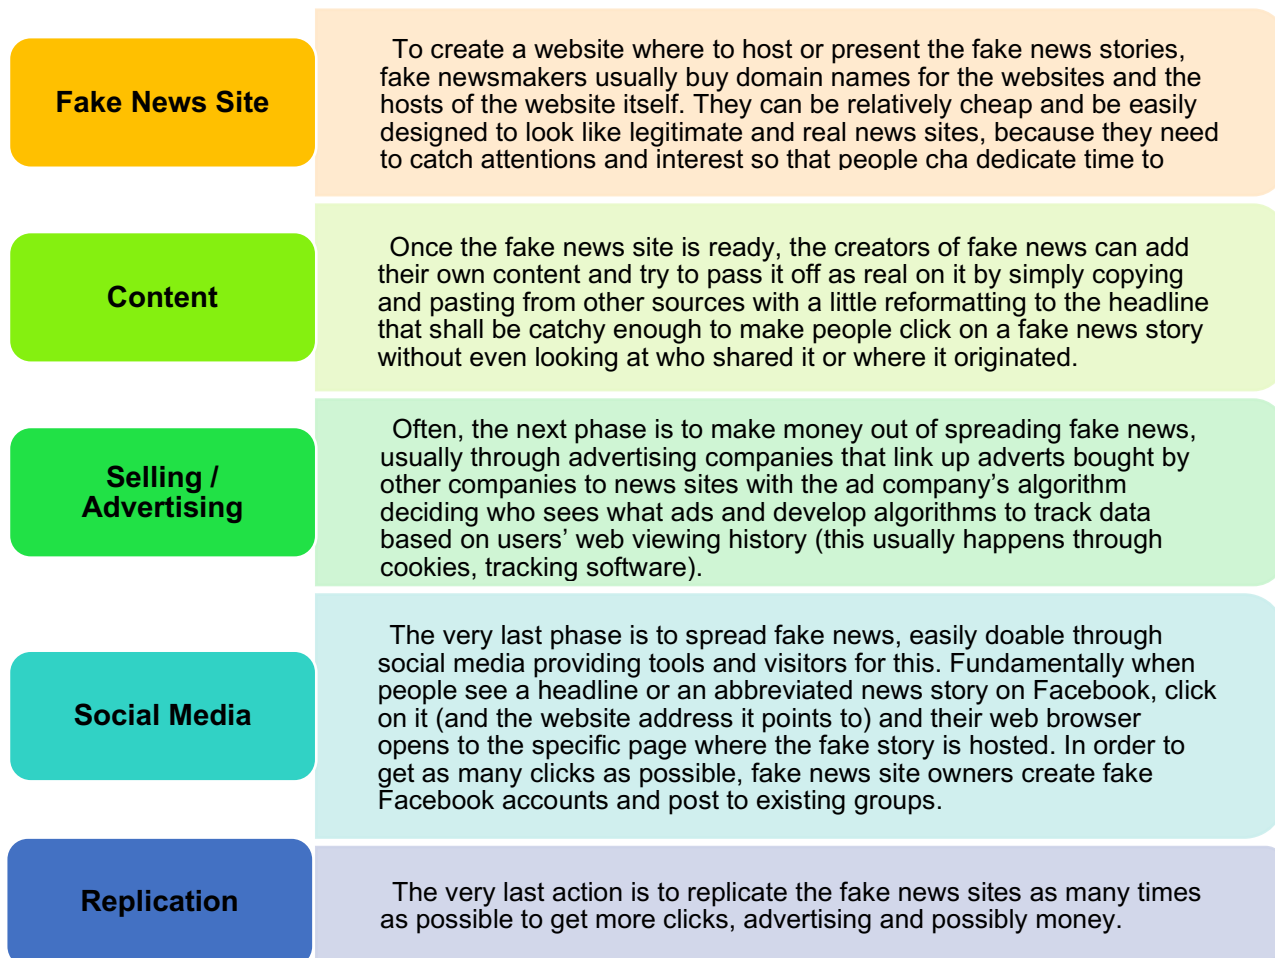 Fake News Site
To create a website where to host or present the fake news stories,
fake newsmakers usually buy domain names for the websites and the
hosts of the website itself. They can be relatively cheap and be easily
designed to look like legitimate and real news sites, because they need
to catch attentions and interest so that people cha dedicate time to
Content
Once the fake news site is ready, the creators of fake news can add
their own content and try to pass it off as real on it by simply copying
and pasting from other sources with a little reformatting to the headline
that shall be catchy enough to make people click on a fake news story
without even looking at who shared it or where it originated.
Selling /
Advertising
Often, the next phase is to make money out of spreading fake news,
usually through advertising companies that link up adverts bought by
other companies to news sites with the ad company’s algorithm
deciding who sees what ads and develop algorithms to track data
based on users’ web viewing history (this usually happens through
cookies, tracking software).
Social Media
The very last phase is to spread fake news, easily doable through
social media providing tools and visitors for this. Fundamentally when
people see a headline or an abbreviated news story on Facebook, click
on it (and the website address it points to) and their web browser
opens to the specific page where the fake story is hosted. In order to
get as many clicks as possible, fake news site owners create fake
Facebook accounts and post to existing groups.
Replication
The very last action is to replicate the fake news sites as many times
as possible to get more clicks, advertising and possibly money.